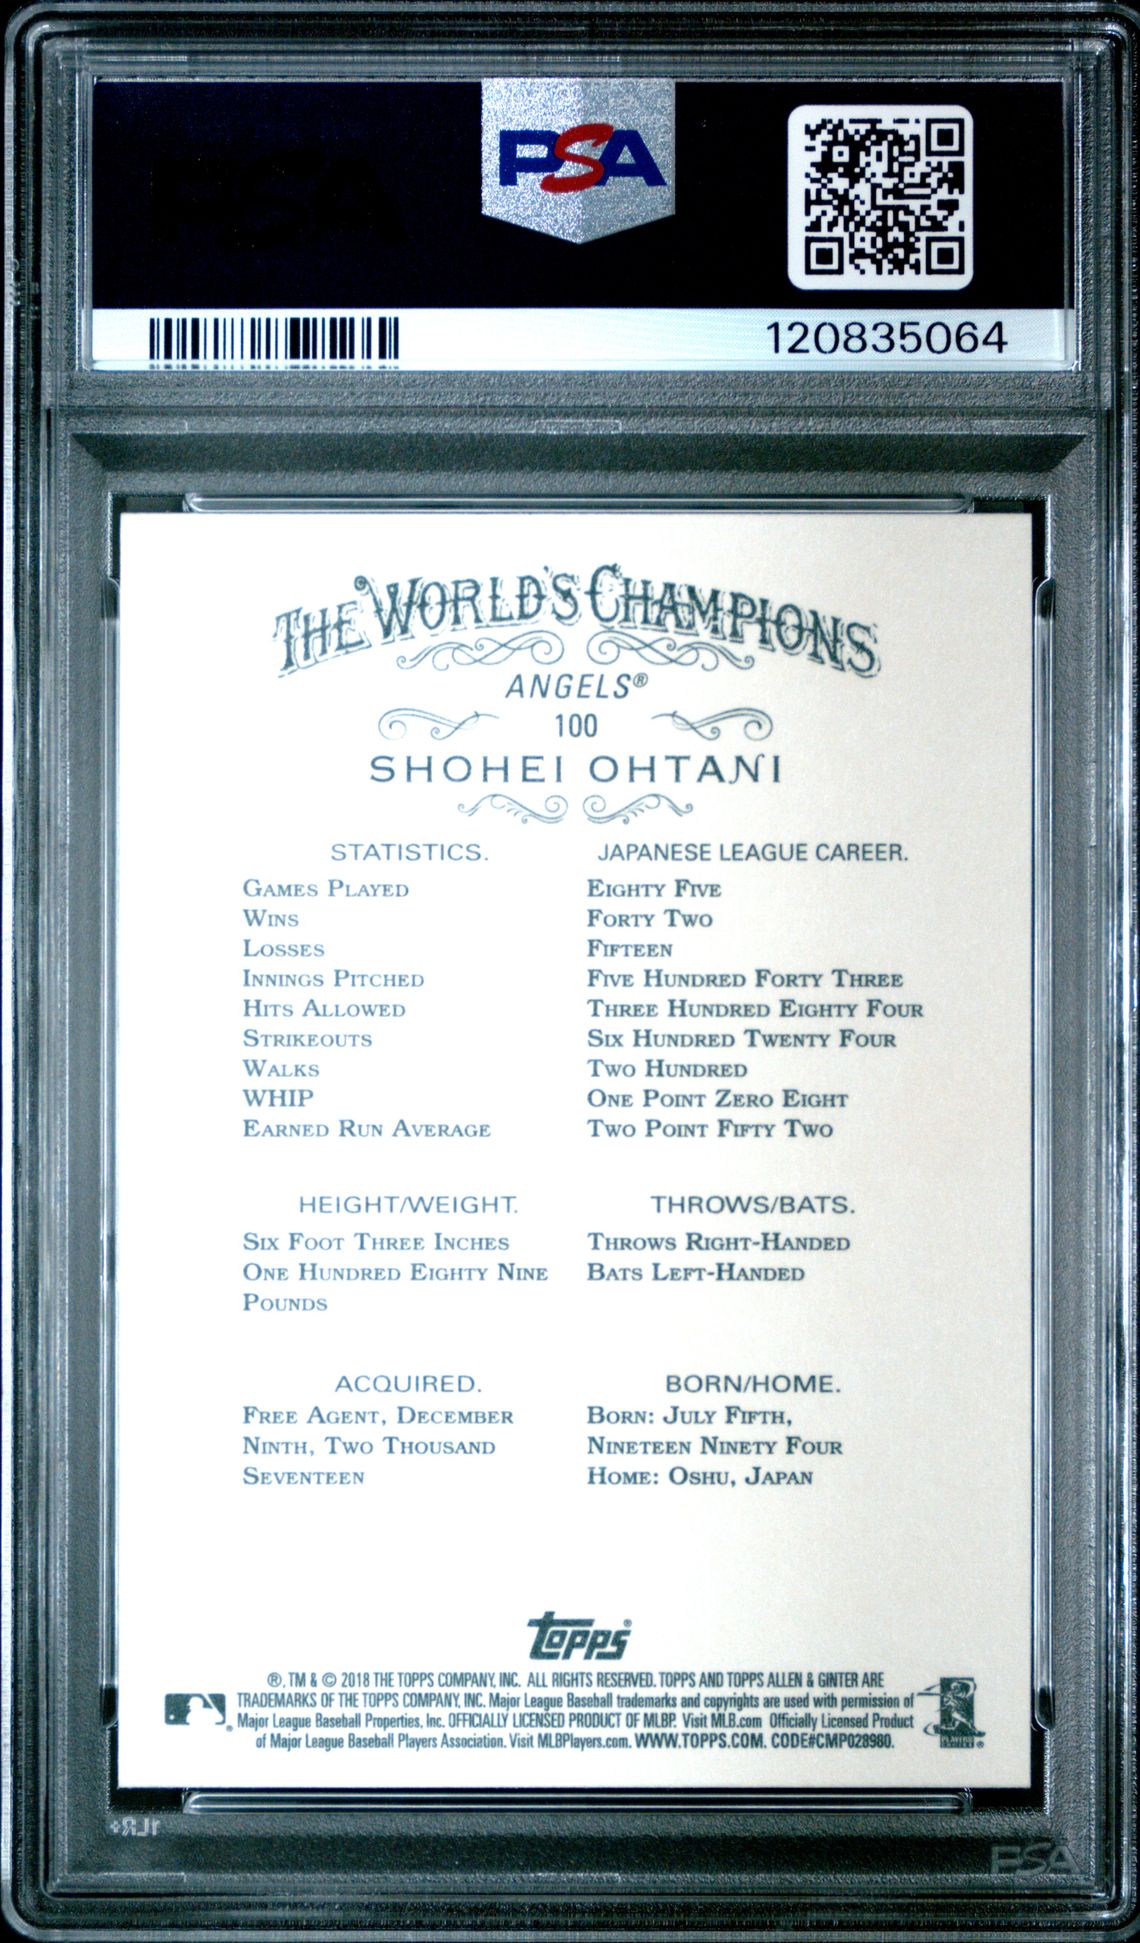 PSA
120835064
THE WORLD'S CHAMPIONS
ANGELS®
100
SHOHEI OHTANI
STATISTICS. JAPANESE LEAGUE CAREER.
GAMES PLAYED EIGHTY FIVE
WINS FORTY TWO
LOSSES FIFTEEN
INNINGS PITCHED FIVE HUNDRED FORTY THREE
HITS ALLOWED THREE HUNDRED EIGHTY FOUR
STRIKEOUTS SIX HUNDRED TWENTY FOUR
WALKS TWO HUNDRED
WHIP ONE POINT ZERO EIGHT
EARNED RUN AVERAGE TWO POINT FIFTY TWO
HEIGHT/WEIGHT. THROWS/BATS.
SIX FOOT THREE INCHES THROWS RIGHT-HANDED
ONE HUNDRED EIGHTY NINE BATS LEFT-HANDED
POUNDS
ACQUIRED. BORN/HOME.
FREE AGENT, DECEMBER BORN: JULY FIFTH,
NINTH, TWO THOUSAND NINETEEN NINETY FOUR
SEVENTEEN HOME: OSHU, JAPAN
topps®
®, TM & © 2018 THE TOPPS COMPANY, INC. ALL RIGHTS RESERVED. TOPPS AND TOPPS ALLEN & GINTER ARE
TRADEMARKS OF THE TOPPS COMPANY, INC. Major League Baseball trademarks and copyrights are used with permission of
Major League Baseball Properties, Inc. OFFICIALLY LICENSED PRODUCT OF MLBP. Visit MLB.com Officially Licensed Product
of Major League Baseball Players Association. Visit MLBPlayers.com. WWW.TOPPS.COM. CODE#CMP028980.
PSA